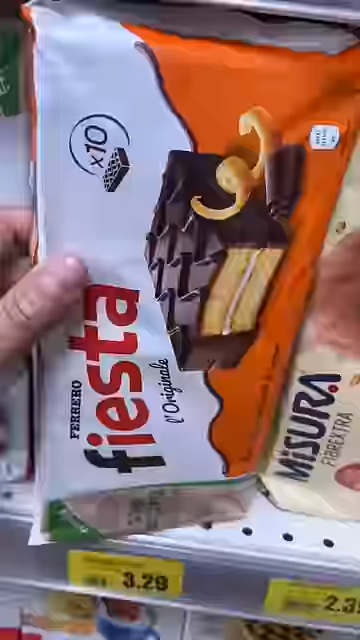 x10
FERRERO
fiesta
l'Originale
MiSURA
FIBREXTRA
3.29
2.3